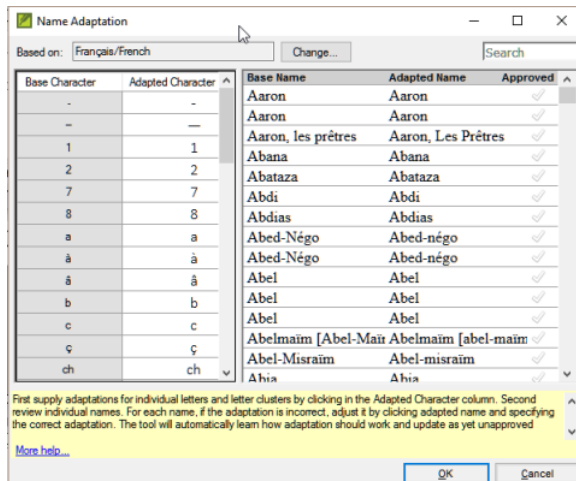 Name Adaptation
Based on: Français/French Change... Search
Base Character Adapted Character Base Name Adapted Name Approved
- - Aaron Aaron
– — Aaron Aaron
1 1 Aaron, les prêtres Aaron, Les Prêtres
2 2 Abana Abana
7 7 Abataza Abataza
8 8 Abdi Abdi
a a Abdias Abdias
à à Abed-Négo Abed-négo
â â Abed-Négo Abed-négo
b b Abel Abel
c c Abel Abel
ç ç Abel Abel
ch ch Abelmaïm [Abel-Maïm Abelmaïm [abel-maïm
Abel-Misraïm Abel-misraïm
Abia Abia
First supply adaptations for individual letters and letter clusters by clicking in the Adapted Character column. Second
review individual names. For each name, if the adaptation is incorrect, adjust it by clicking adapted name and specifying
the correct adaptation. The tool will automatically learn how adaptation should work and update as yet unapproved
More help...
OK Cancel